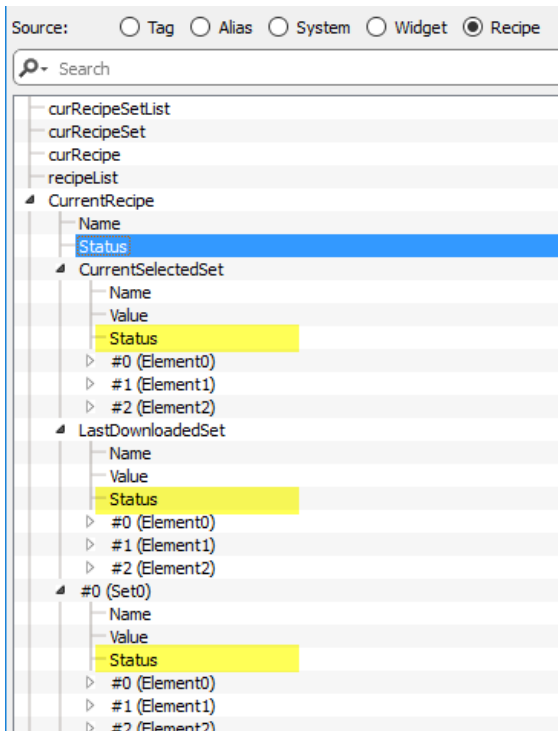 Source: Tag Alias System Widget Recipe
Search
curRecipeSetList
curRecipeSet
curRecipe
recipeList
CurrentRecipe
Name
Status
CurrentSelectedSet
Name
Value
Status
#0 (Element0)
#1 (Element1)
#2 (Element2)
LastDownloadedSet
Name
Value
Status
#0 (Element0)
#1 (Element1)
#2 (Element2)
#0 (Set0)
Name
Value
Status
#0 (Element0)
#1 (Element1)
#2 (Element2)